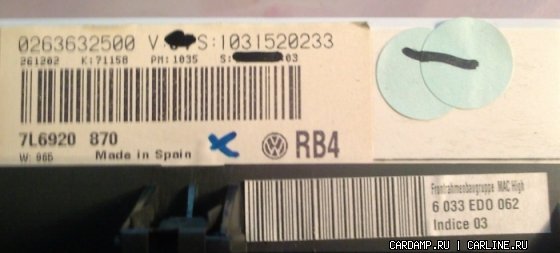 0263632500 V S:1031520233
261202 K:71158 PM:1035 S: 03
7L6920 870 RB4
W: 965 Made in Spain
Frontrahmenbaugruppe MAC High
6 033 EDO 062
Indice 03
CARDAMP.RU | CARLINE.RU